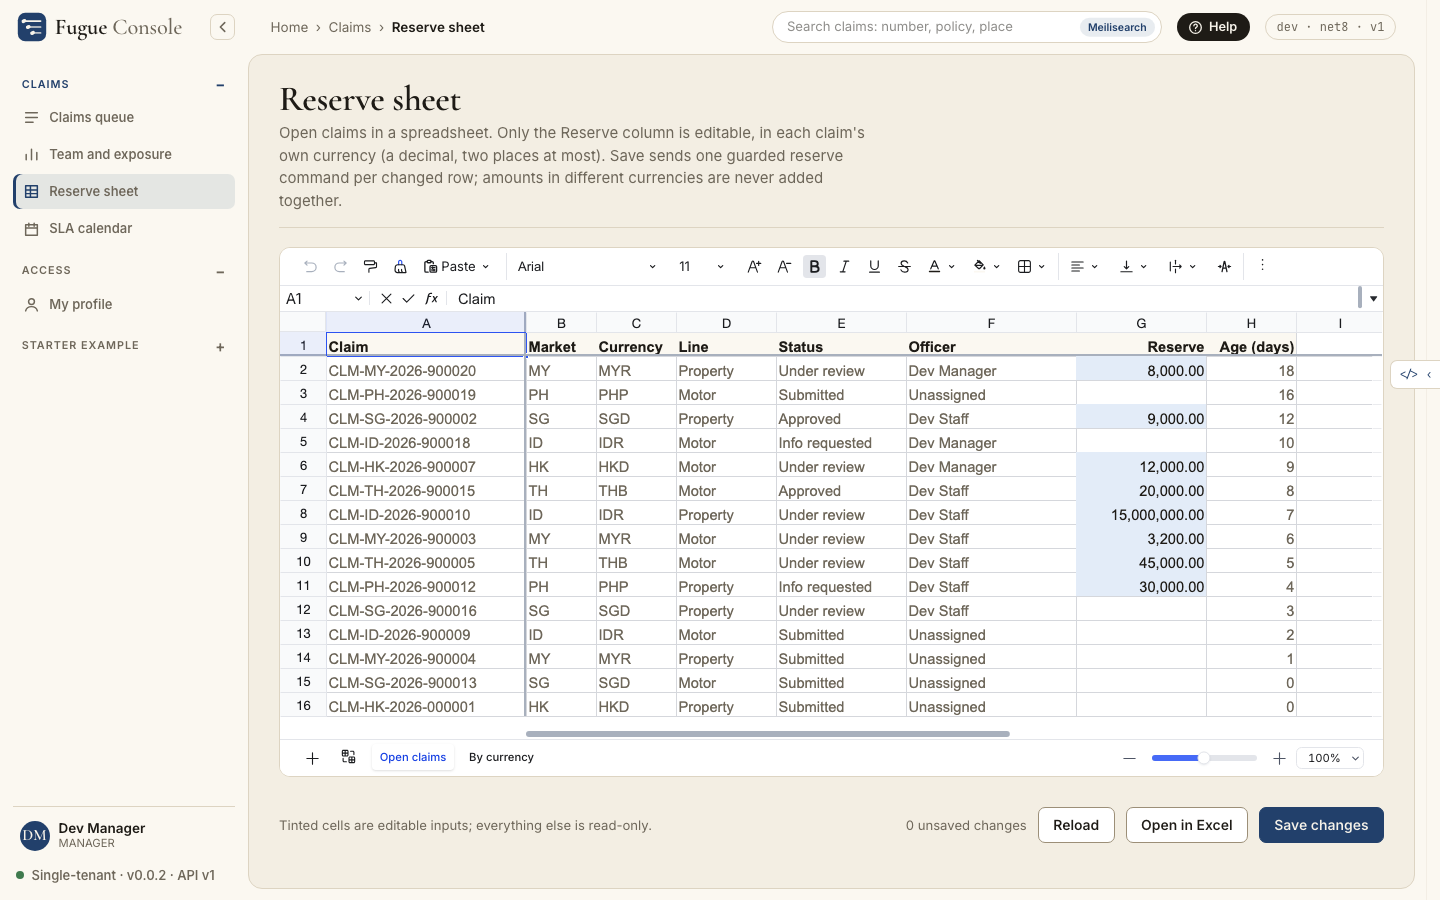 Fugue Console
Home › Claims › Reserve sheet
Search claims: number, policy, place
Meilisearch
Help
dev · net8 · v1
CLAIMS
Claims queue
Team and exposure
Reserve sheet
SLA calendar
ACCESS
My profile
STARTER EXAMPLE
Reserve sheet
Open claims in a spreadsheet. Only the Reserve column is editable, in each claim's
own currency (a decimal, two places at most). Save sends one guarded reserve
command per changed row; amounts in different currencies are never added
together.
Paste Arial 11 A+ A- B I U S A A
A1 fx Claim
A B C D E F G H I
1 Claim Market Currency Line Status Officer Reserve Age (days)
2 CLM-MY-2026-900020 MY MYR Property Under review Dev Manager 8,000.00 18
3 CLM-PH-2026-900019 PH PHP Motor Submitted Unassigned 16
4 CLM-SG-2026-900002 SG SGD Property Approved Dev Staff 9,000.00 12
5 CLM-ID-2026-900018 ID IDR Motor Info requested Dev Manager 10
6 CLM-HK-2026-900007 HK HKD Motor Under review Dev Manager 12,000.00 9
7 CLM-TH-2026-900015 TH THB Motor Approved Dev Staff 20,000.00 8
8 CLM-ID-2026-900010 ID IDR Property Under review Dev Staff 15,000,000.00 7
9 CLM-MY-2026-900003 MY MYR Motor Under review Dev Staff 3,200.00 6
10 CLM-TH-2026-900005 TH THB Motor Under review Dev Staff 45,000.00 5
11 CLM-PH-2026-900012 PH PHP Property Info requested Dev Staff 30,000.00 4
12 CLM-SG-2026-900016 SG SGD Property Under review Dev Staff 3
13 CLM-ID-2026-900009 ID IDR Motor Submitted Unassigned 2
14 CLM-MY-2026-900004 MY MYR Property Submitted Unassigned 1
15 CLM-SG-2026-900013 SG SGD Motor Submitted Unassigned 0
16 CLM-HK-2026-000001 HK HKD Property Submitted Unassigned 0
Open claims By currency 100%
Tinted cells are editable inputs; everything else is read-only.
0 unsaved changes
Reload
Open in Excel
Save changes
</> ‹
DM
Dev Manager
MANAGER
Single-tenant · v0.0.2 · API v1